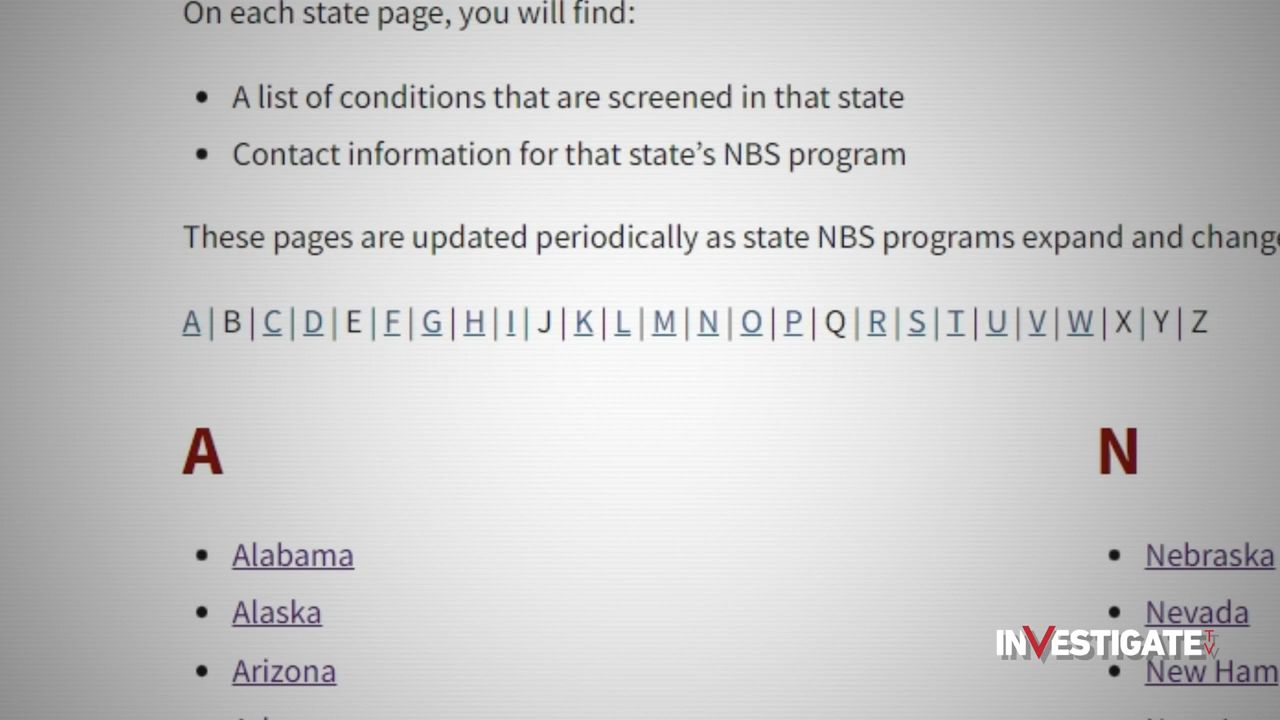 On each state page, you will find:
A list of conditions that are screened in that state
Contact information for that state’s NBS program
These pages are updated periodically as state NBS programs expand and
A | B | C | D | E | F | G | H | I | J | K | L | M | N | O | P | Q | R | S | T | U | V | W | X | Y | Z
A
Alabama
Alaska
Arizona
N
Nebraska
Nevada
New
INVESTIGATE TV